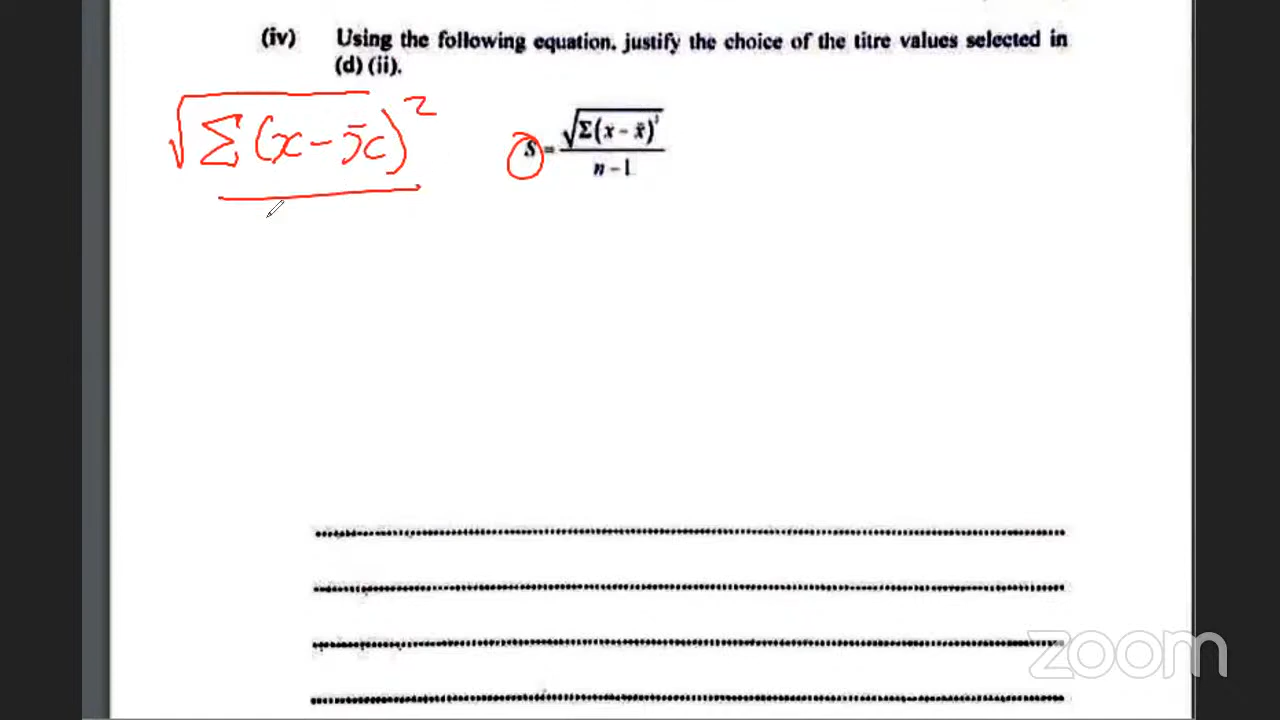 (iv) Using the following equation, justify the choice of the titre values selected in
(d) (ii).
√Σ(x - x̄)²
S = √Σ(x - x̄)² / n - 1
zoom